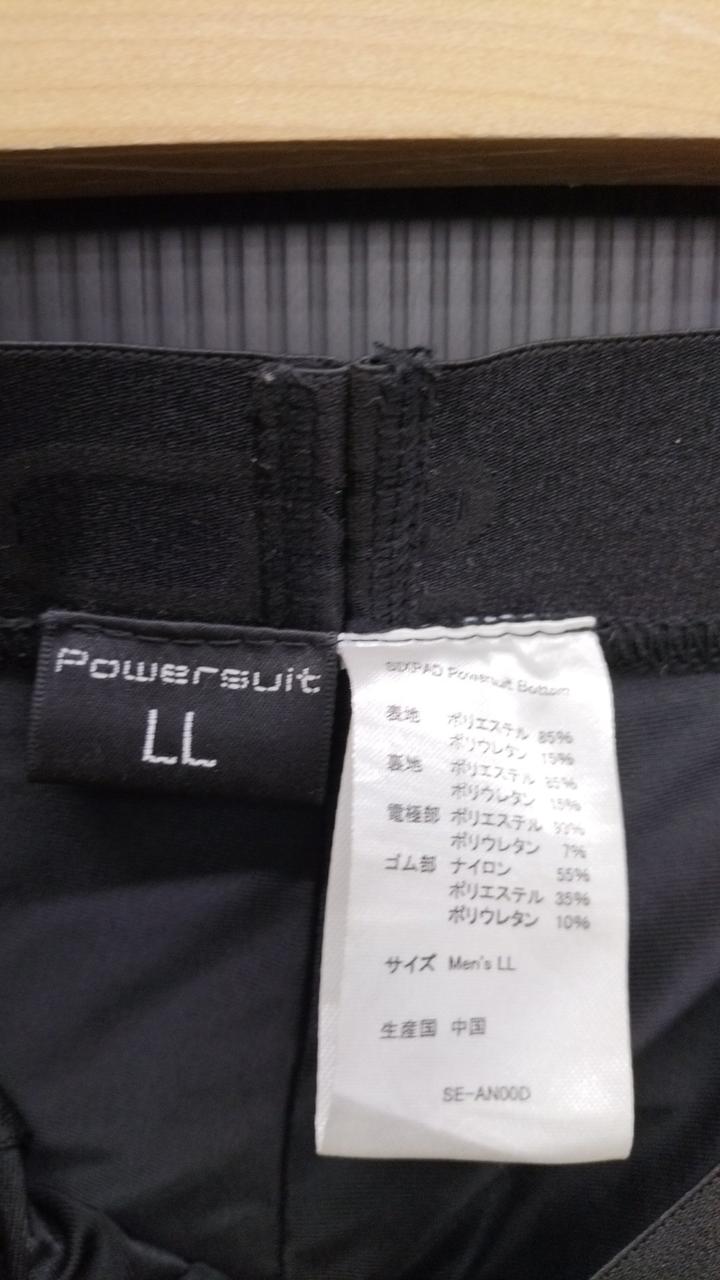 Powersuit
LL
SIXPAD Powersuit Bottom
表地 ポリエステル 85%
ポリウレタン 15%
裏地 ポリエステル 85%
ポリウレタン 15%
電極部 ポリエステル 93%
ポリウレタン 7%
ゴム部 ナイロン 55%
ポリエステル 35%
ポリウレタン 10%
サイズ Men's LL
生産国 中国
SE-AN00D